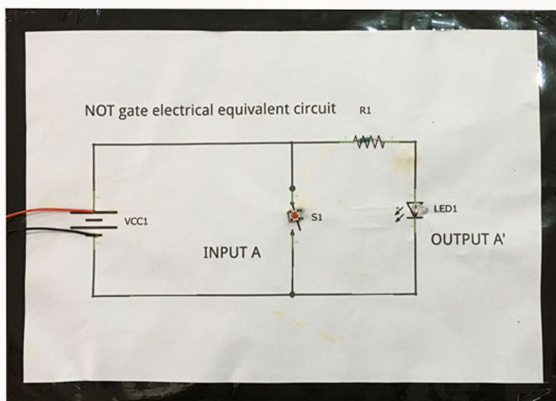 NOT gate electrical equivalent circuit
R1
VCC1
S1
LED1
INPUT A
OUTPUT A'